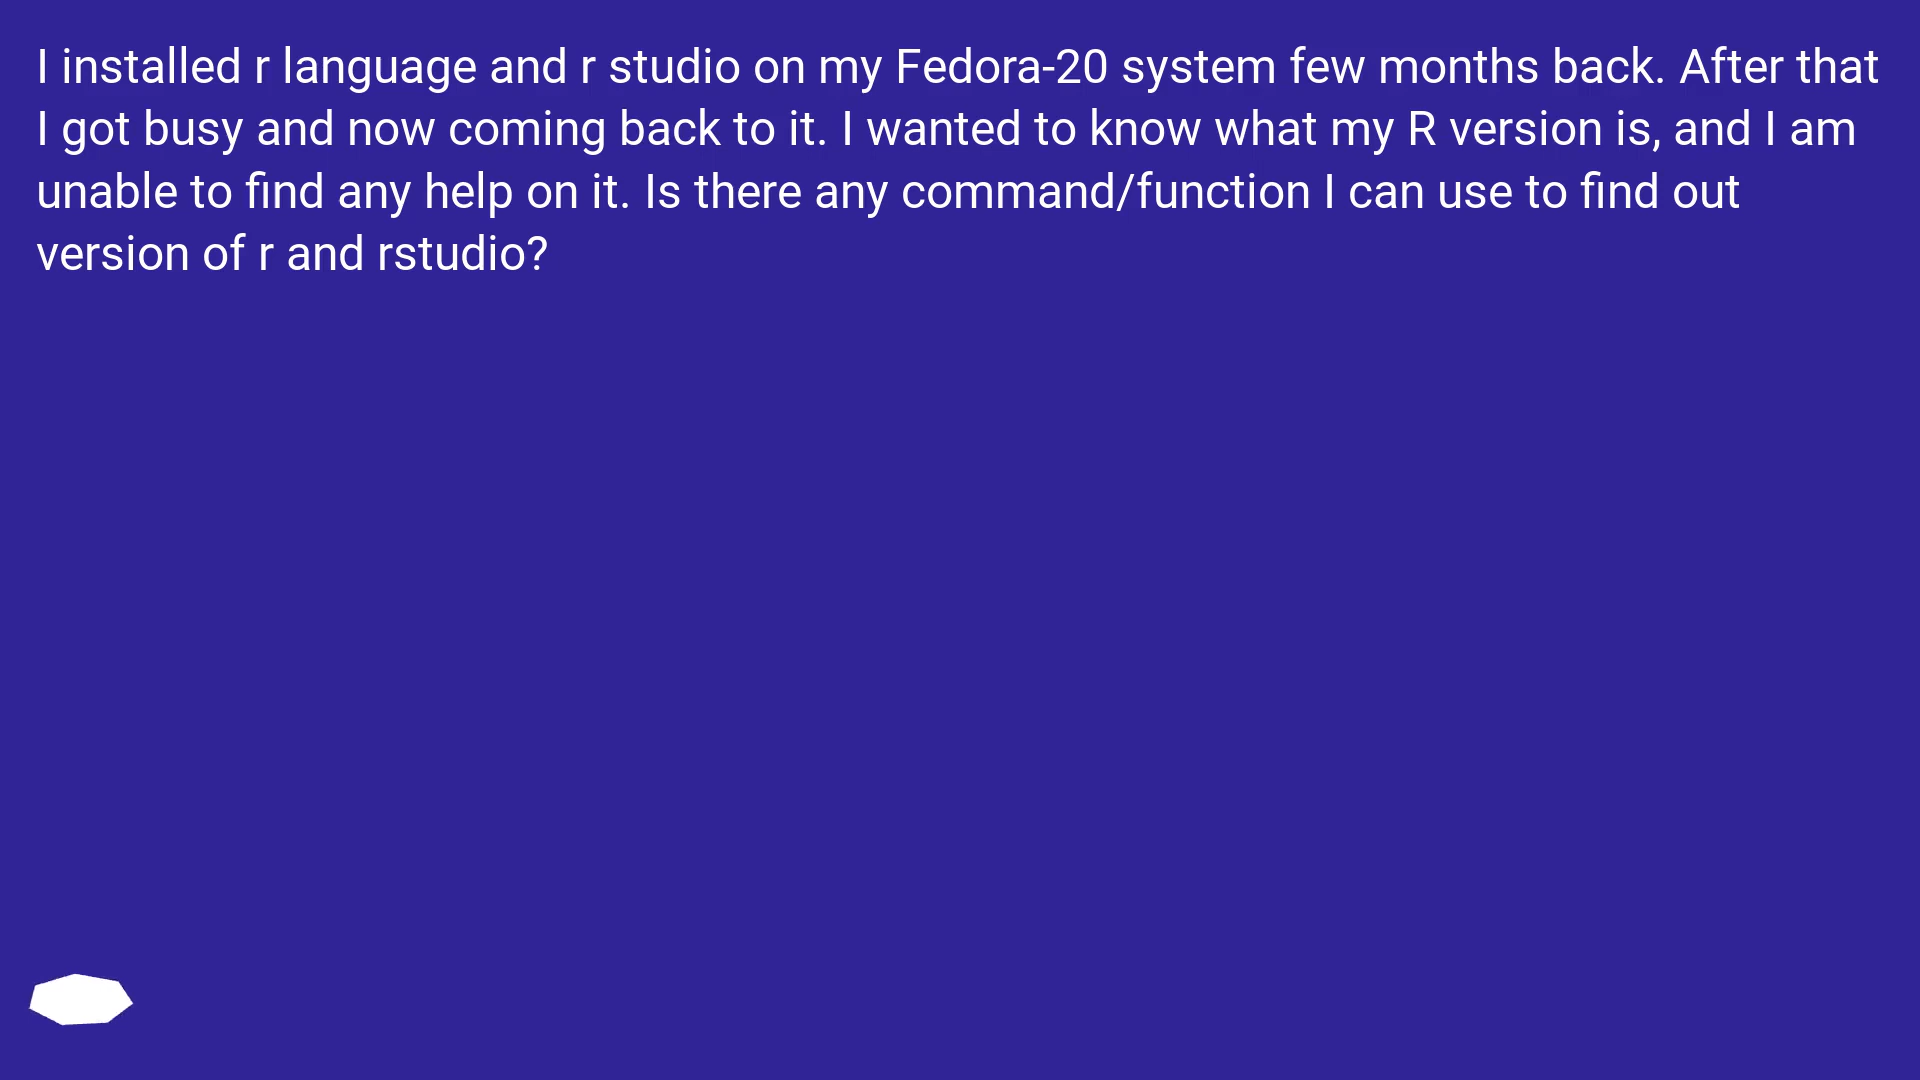 I installed r language and r studio on my Fedora-20 system few months back. After that
I got busy and now coming back to it. I wanted to know what my R version is, and I am
unable to find any help on it. Is there any command/function I can use to find out
version of r and rstudio?